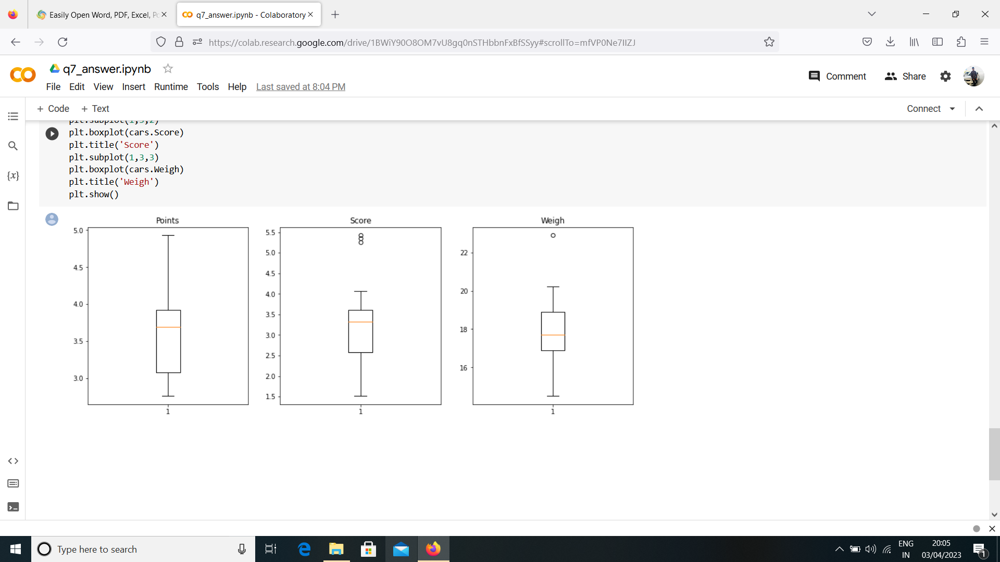 Easily Open Word, PDF, Excel, Po
q7_answer.ipynb - Colaboratory
https://colab.research.google.com/drive/1BWiY90O8OM7vU8gq0nSTHbbnFxBfSSyy#scrollTo=mfVP0Ne7IIZJ
q7_answer.ipynb
Comment
Share
File Edit View Insert Runtime Tools Help Last saved at 8:04 PM
+ Code + Text
Connect
plt.subplot(1,3,2)
plt.boxplot(cars.Score)
plt.title('Score')
plt.subplot(1,3,3)
{x}
plt.boxplot(cars.Weigh)
plt.title('Weigh')
plt.show()
Points
5.0
4.5
4.0
3.5
3.0
1
Score
5.5
5.0
4.5
4.0
3.5
3.0
2.5
2.0
1.5
1
Weigh
22
20
18
16
1
Type here to search
ENG
IN
20:05
03/04/2023
1